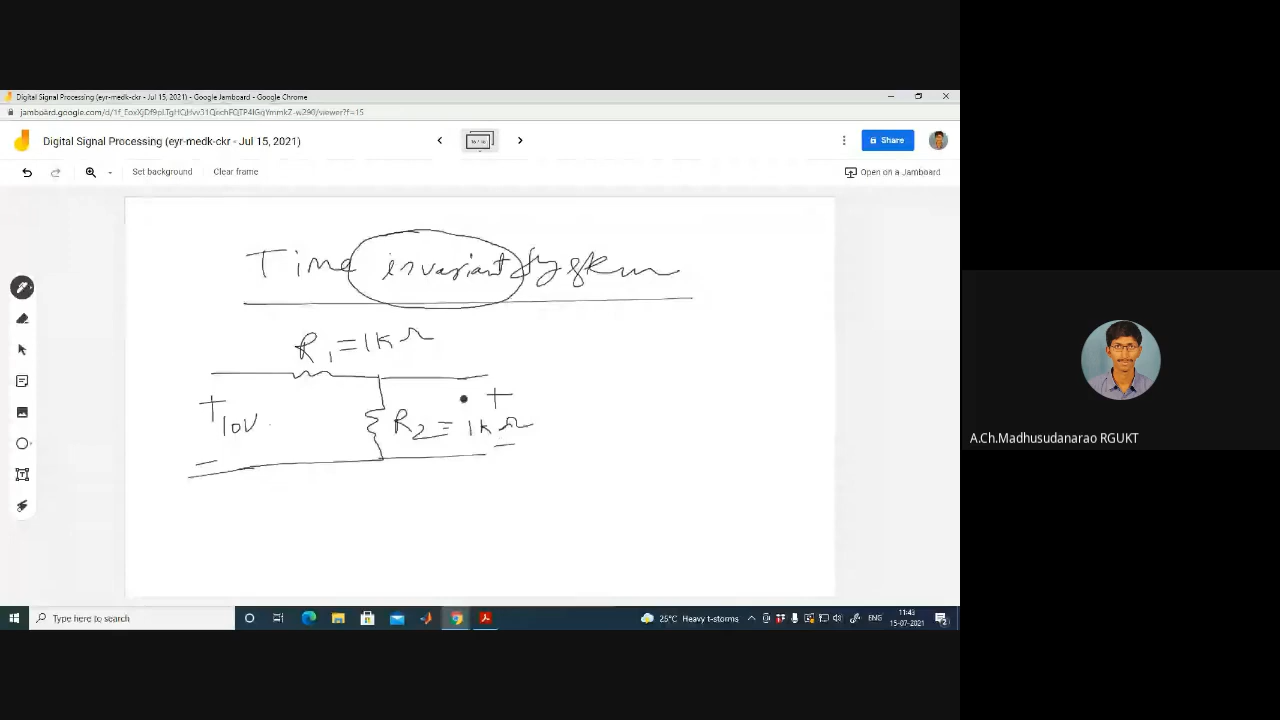 Digital Signal Processing (eyr-medk-ckr - Jul 15, 2021) - Google Jamboard - Google Chrome
Digital Signal Processing (eyr-medk-ckr - Jul 15, 2021)
Share
Set background
Clear frame
Open on a Jamboard
Time invariant System
R1 = 1K Ω
+
+
10V
R2 = 1K Ω
-
A.Ch.Madhusudanarao RGUKT
Type here to search
25°C Heavy t-storms
ENG
11:43
15-07-2021